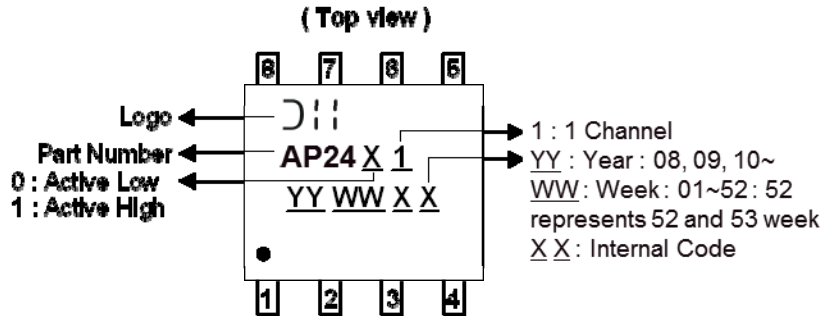 ( Top view )
8 7 6 5
Logo
Part Number
0 : Active Low
1 : Active High
AP24 X 1
YY WW X X
1 : 1 Channel
YY : Year : 08, 09, 10~
WW : Week : 01~52 : 52
represents 52 and 53 week
X X : Internal Code
1 2 3 4